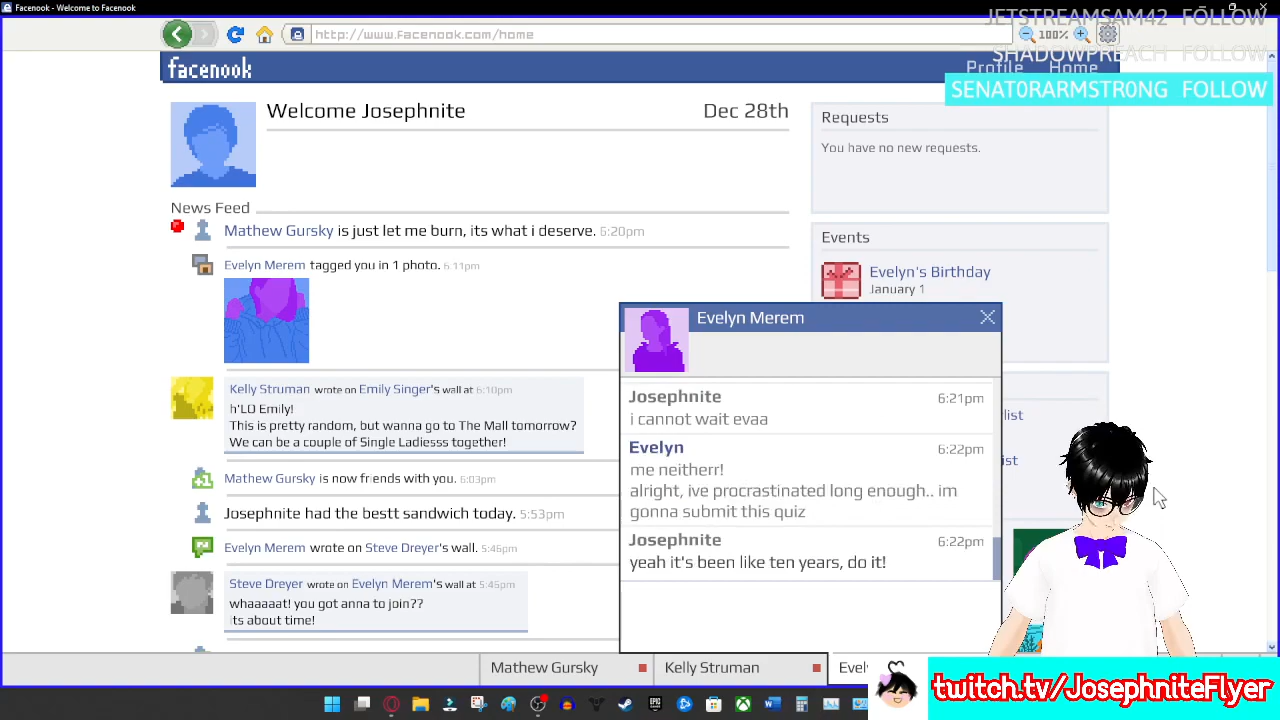 Facenook - Welcome to Facenook
JETSTREAMSAM42 FOLLOW
http://www.facenook.com/home
100%
SHADOWPREACH FOLLOW
facenook
Profile Home
SENAT0RARMSTR0NG FOLLOW
Welcome Josephnite
Dec 28th
Requests
You have no new requests.
News Feed
Mathew Gursky is just let me burn, its what i deserve. 6:20pm
Events
Evelyn Merem tagged you in 1 photo. 6:11pm
Evelyn's Birthday
January 1
Evelyn Merem
Kelly Struman wrote on Emily Singer's wall at 6:10pm
h'LO Emily!
This is pretty random, but wanna go to The Mall tomorrow?
We can be a couple of Single Ladiesss together!
Josephnite 6:21pm
i cannot wait evaa
Evelyn 6:22pm
me neitherr!
alright, ive procrastinated long enough.. im
gonna submit this quiz
Josephnite 6:22pm
yeah it's been like ten years, do it!
list
ist
Mathew Gursky is now friends with you. 6:03pm
Josephnite had the bestt sandwich today. 5:53pm
Evelyn Merem wrote on Steve Dreyer's wall. 5:46pm
Steve Dreyer wrote on Evelyn Merem's wall at 5:45pm
whaaaaat! you got anna to join??
its about time!
Mathew Gursky
Kelly Struman
Evel
twitch.tv/JosephniteFlyer